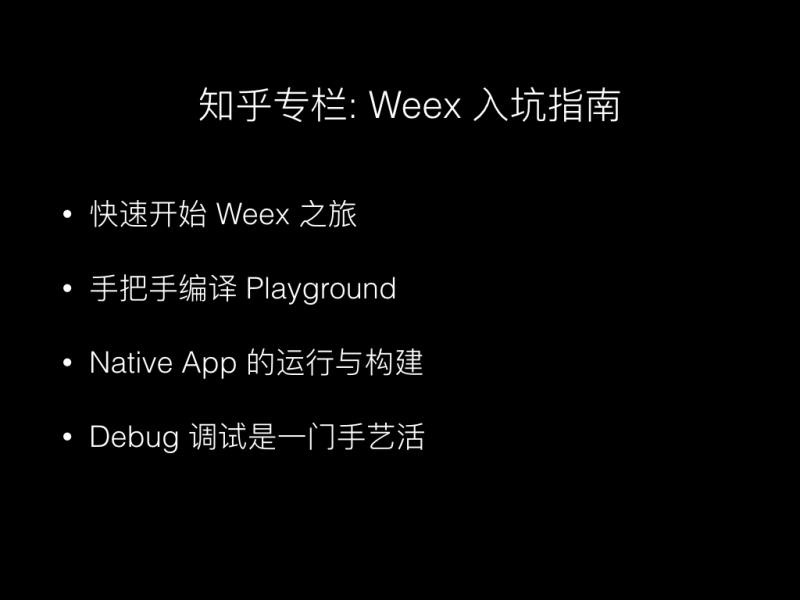 知乎专栏: Weex 入坑指南
• 快速开始 Weex 之旅
• 手把手编译 Playground
• Native App 的运行与构建
• Debug 调试是一门手艺活